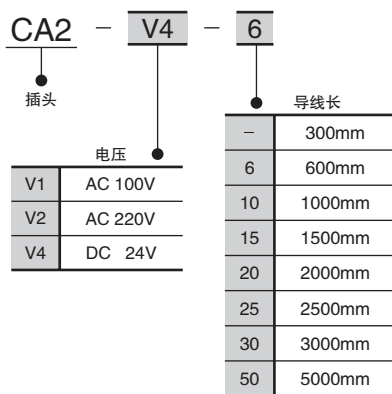 CA2 – V4 – 6
插头
电压
V1 AC 100V
V2 AC 220V
V4 DC 24V
导线长
– 300mm
6 600mm
10 1000mm
15 1500mm
20 2000mm
25 2500mm
30 3000mm
50 5000mm